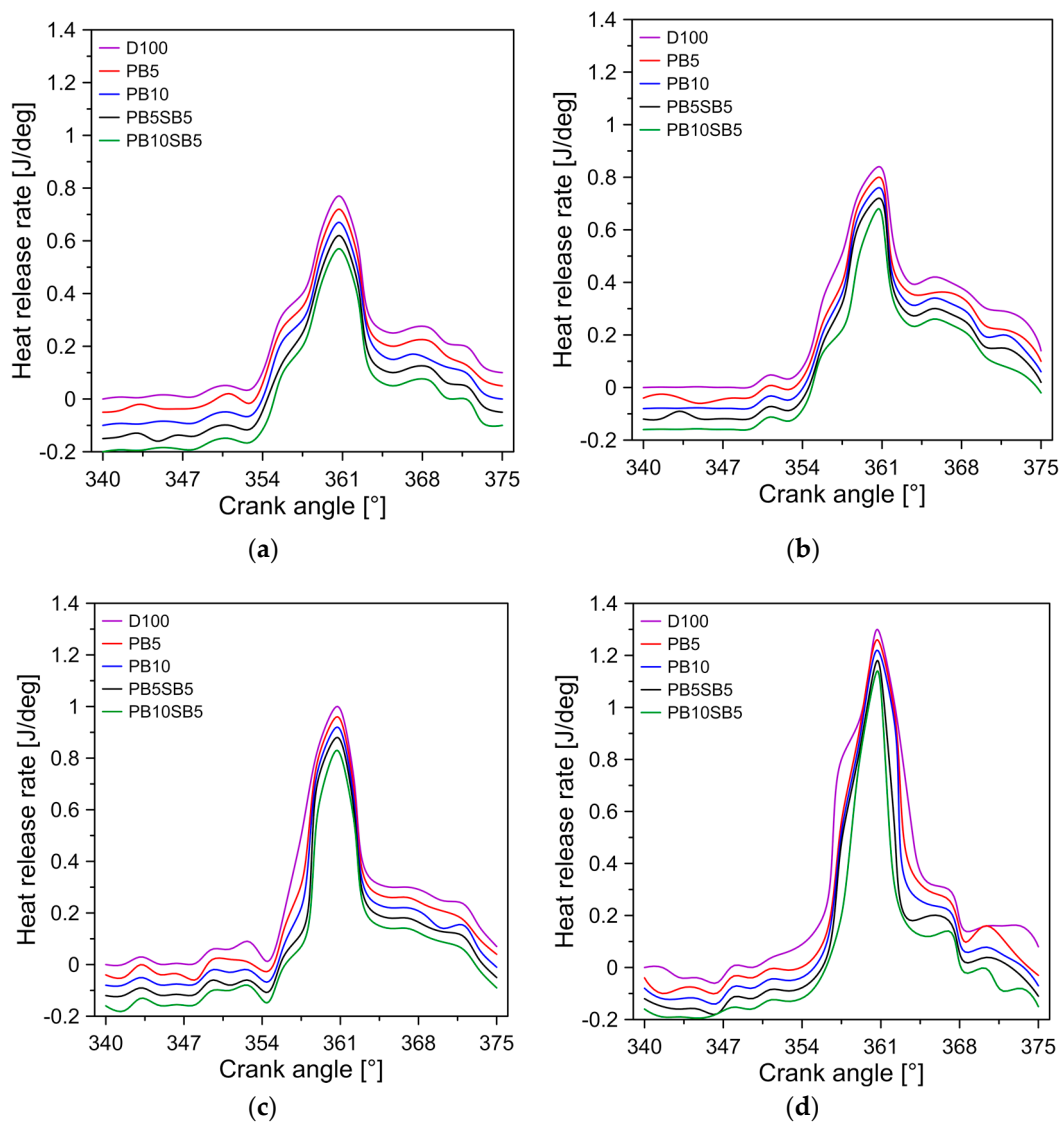 1.4
1.2
1
0.8
0.6
0.4
0.2
0
-0.2
Heat release rate [J/deg]
D100
PB5
PB10
PB5SB5
PB10SB5
340 347 354 361 368 375
Crank angle [°]
(a)
1.4
1.2
1
0.8
0.6
0.4
0.2
0
-0.2
Heat release rate [J/deg]
D100
PB5
PB10
PB5SB5
PB10SB5
340 347 354 361 368 375
Crank angle [°]
(b)
1.4
1.2
1
0.8
0.6
0.4
0.2
0
-0.2
Heat release rate [J/deg]
D100
PB5
PB10
PB5SB5
PB10SB5
340 347 354 361 368 375
Crank angle [°]
(c)
1.4
1.2
1
0.8
0.6
0.4
0.2
0
-0.2
Heat release rate [J/deg]
D100
PB5
PB10
PB5SB5
PB10SB5
340 347 354 361 368 375
Crank angle [°]
(d)